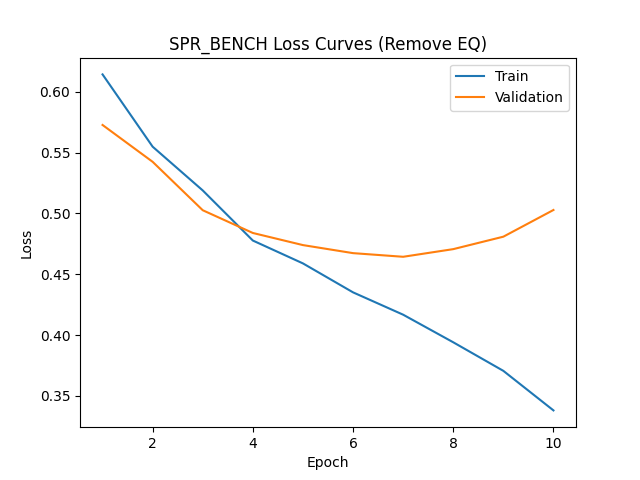 SPR_BENCH Loss Curves (Remove EQ)
Train
Validation
0.60
0.55
0.50
0.45
0.40
0.35
Loss
2
4
6
8
10
Epoch